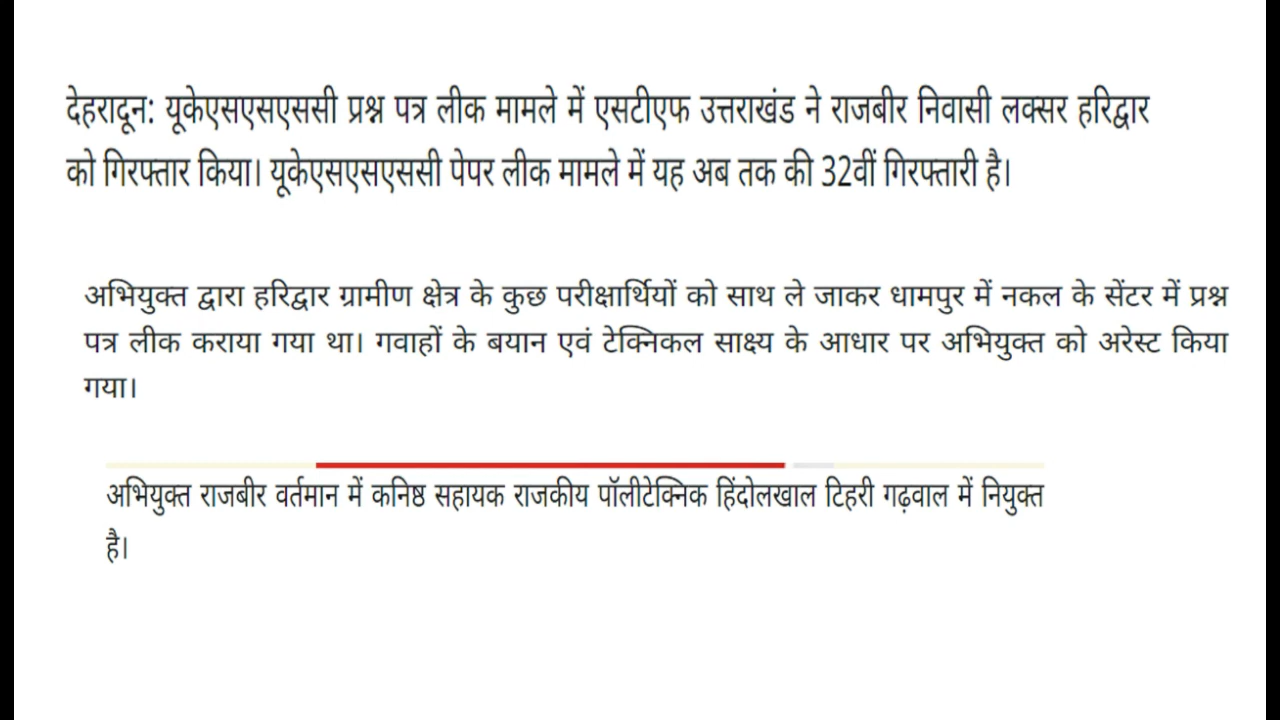 देहरादून: यूकेएसएसएससी प्रश्न पत्र लीक मामले में एसटीएफ उत्तराखंड ने राजबीर निवासी लक्सर हरिद्वार
को गिरफ्तार किया। यूकेएसएसएससी पेपर लीक मामले में यह अब तक की 32वीं गिरफ्तारी है।
अभियुक्त द्वारा हरिद्वार ग्रामीण क्षेत्र के कुछ परीक्षार्थियों को साथ ले जाकर धामपुर में नकल के सेंटर में प्रश्न
पत्र लीक कराया गया था। गवाहों के बयान एवं टेक्निकल साक्ष्य के आधार पर अभियुक्त को अरेस्ट किया
गया।
अभियुक्त राजबीर वर्तमान में कनिष्ठ सहायक राजकीय पॉलीटेक्निक हिंदोलखाल टिहरी गढ़वाल में नियुक्त
है।